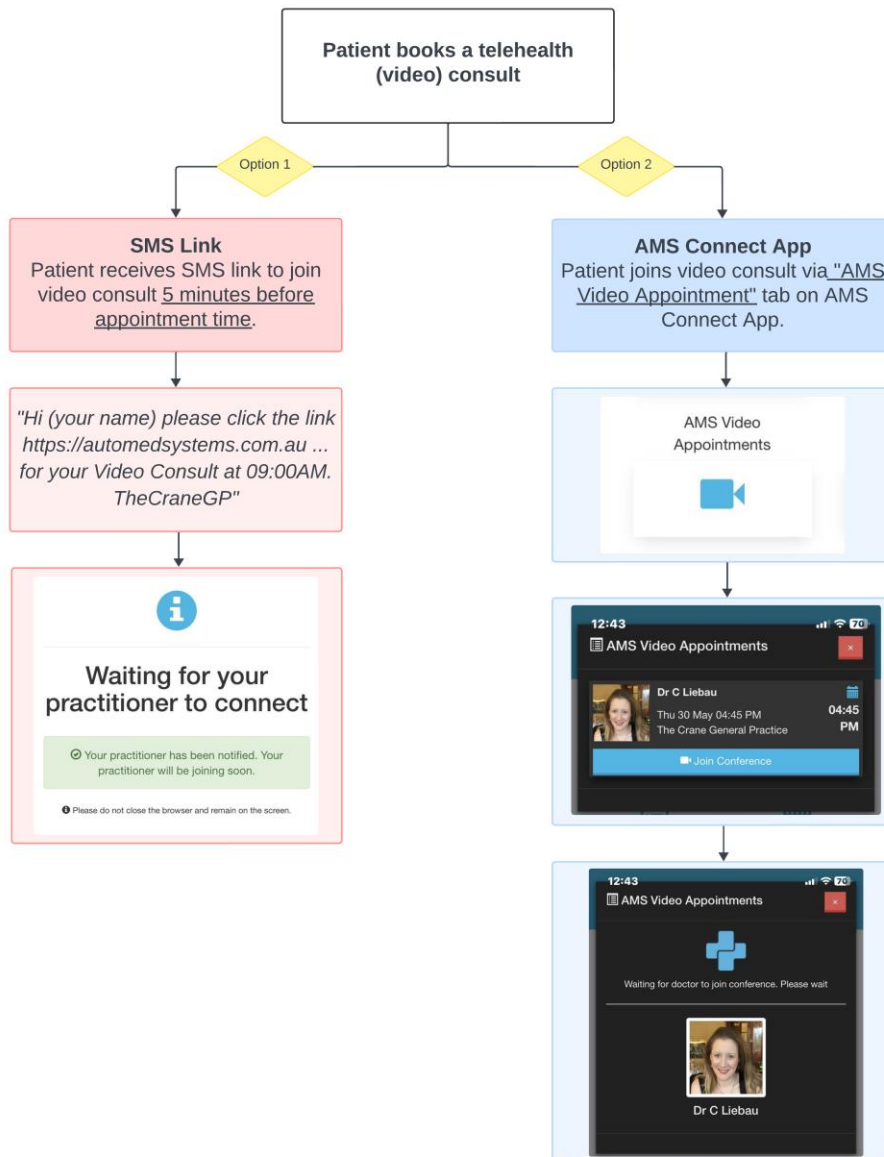 Patient books a telehealth
(video) consult
Option 1
Option 2
SMS Link
Patient receives SMS link to join
video consult 5 minutes before
appointment time.
"Hi (your name) please click the link
https://automedsystems.com.au ...
for your Video Consult at 09:00AM.
TheCraneGP"
Waiting for your
practitioner to connect
Your practitioner has been notified. Your
practitioner will be joining soon.
Please do not close the browser and remain on the screen.
AMS Connect App
Patient joins video consult via "AMS
Video Appointment" tab on AMS
Connect App.
AMS Video
Appointments
12:43
70
AMS Video Appointments
×
Dr C Liebau
Thu 30 May 04:45 PM
The Crane General Practice
04:45
PM
Join Conference
12:43
70
AMS Video Appointments
×
Waiting for doctor to join conference. Please wait
Dr C Liebau